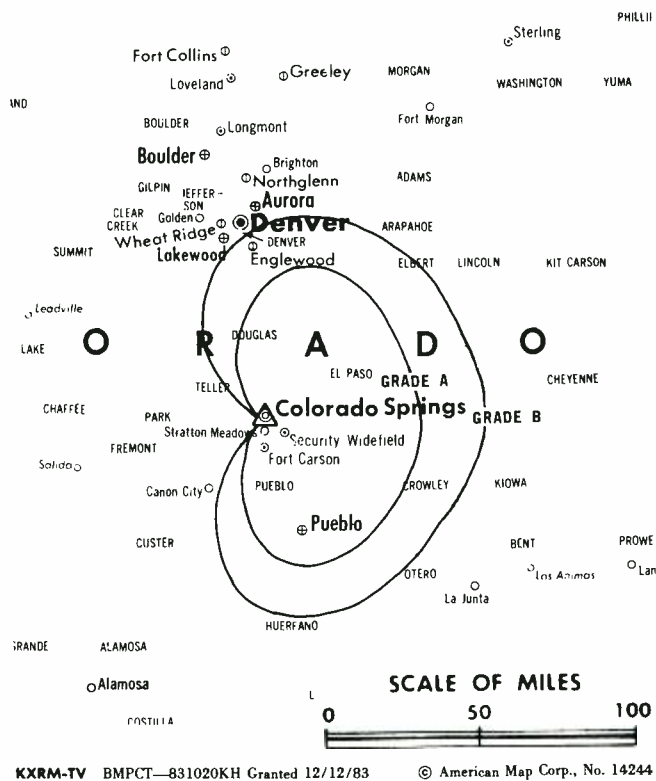 PHILLII
Sterling
Fort Collins
Loveland
Greeley
MORGAN
WASHINGTON
YUMA
AND
BOULDER
Longmont
Fort Morgan
Boulder
Brighton
Northglenn
ADAMS
GILPIN
JEFFER-
SON
Aurora
CLEAR
CREEK
Golden
Denver
ARAPAHOE
Wheat Ridge
DENVER
Lakewood
Englewood
SUMMIT
ELBERT
LINCOLN
KIT CARSON
Leadville
O R A D O
DOUGLAS
LAKE
EL PASO
GRADE A
CHEYENNE
TELLER
CHAFFEE
PARK
Colorado Springs
GRADE B
Stratton Meadows
Security Widefield
FREMONT
Fort Carson
Salida
Canon City
PUEBLO
CROWLEY
KIOWA
Pueblo
CUSTER
BENT
PROWE
OTERO
Las Animas
Lan
La Junta
HUERFANO
GRANDE
ALAMOSA
Alamosa
L
COSTILLA
SCALE OF MILES
0 50 100
KXRM-TV BMPCT—831020KH Granted 12/12/83 © American Map Corp., No. 14244